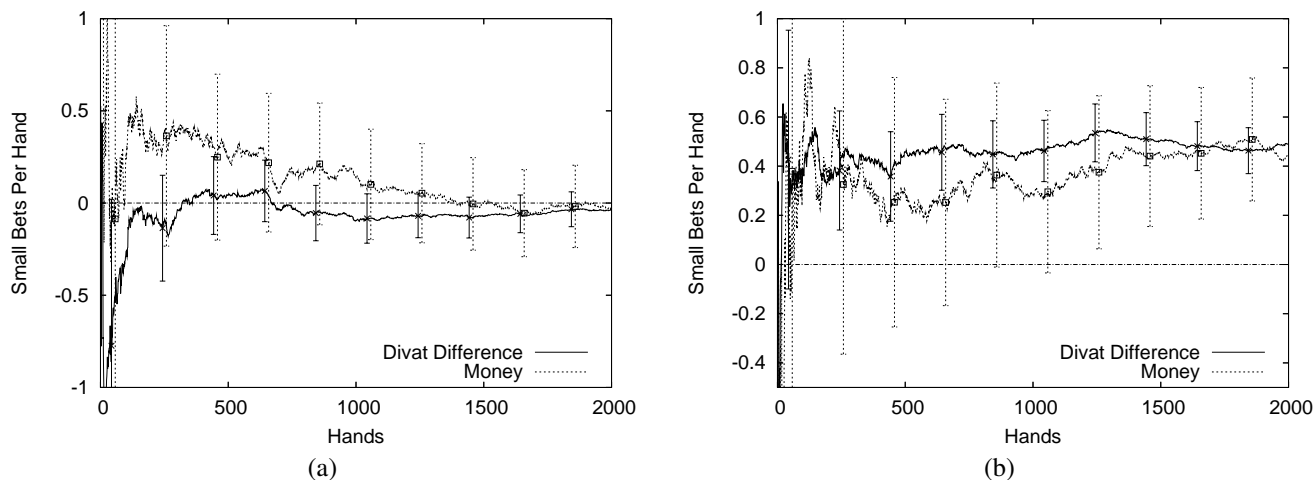 1
0.5
0
-0.5
-1
0 500 1000 1500 2000
Small Bets Per Hand
Hands
Divat Difference
Money
(a)
1
0.8
0.6
0.4
0.2
0
-0.2
-0.4
0 500 1000 1500 2000
Small Bets Per Hand
Hands
Divat Difference
Money
(b)